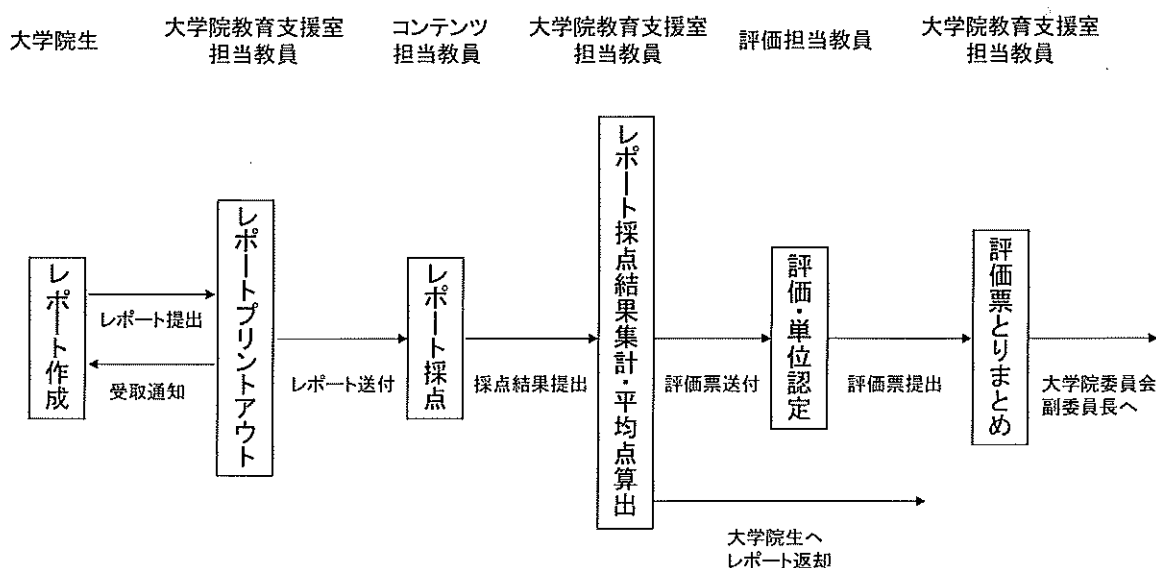 大学院生
大学院教育支援室
担当教員
コンテンツ
担当教員
大学院教育支援室
担当教員
評価担当教員
大学院教育支援室
担当教員
レポート作成
レポート提出
受取通知
レポートプリントアウト
レポート送付
レポート採点
採点結果提出
レポート採点結果集計・平均点算出
評価票送付
大学院生へ
レポート返却
評価・単位認定
評価票提出
評価票とりまとめ
大学院委員会
副委員長へ